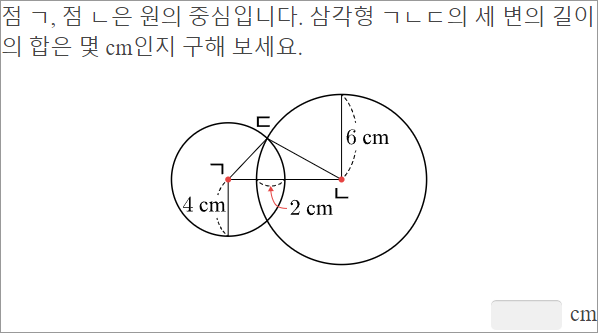 점 ㄱ, 점 ㄴ은 원의 중심입니다. 삼각형 ㄱㄴㄷ의 세 변의 길이
의 합은 몇 cm인지 구해 보세요.
ㄷ
6 cm
ㄱ
ㄴ
4 cm
2 cm
cm